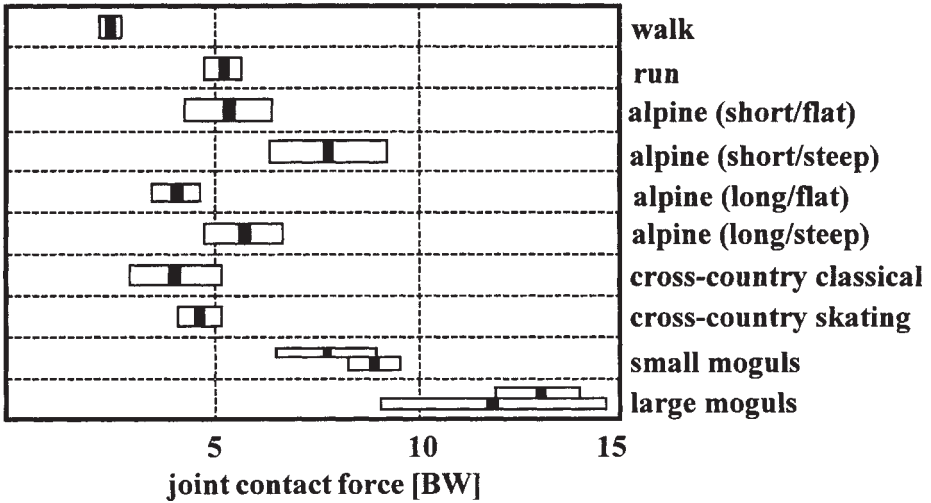 walk
run
alpine (short/flat)
alpine (short/steep)
alpine (long/flat)
alpine (long/steep)
cross-country classical
cross-country skating
small moguls
large moguls
5 10 15
joint contact force [BW]